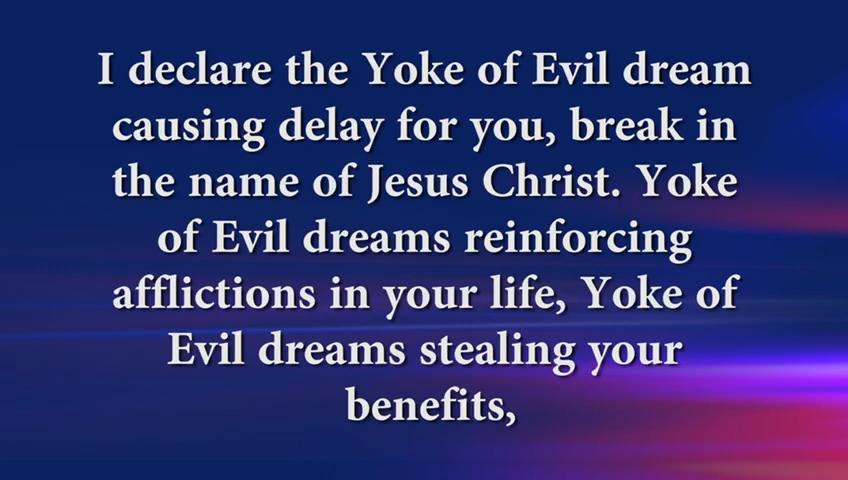 I declare the Yoke of Evil dream
causing delay for you, break in
the name of Jesus Christ. Yoke
of Evil dreams reinforcing
afflictions in your life, Yoke of
Evil dreams stealing your
benefits,